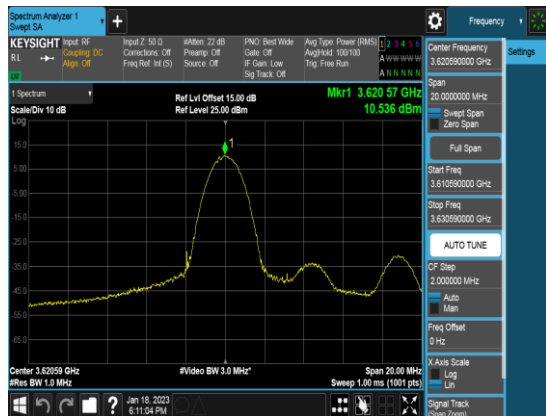 Spectrum Analyzer 1
Swept SA
+
Frequency
KEYSIGHT
Input: RF
Coupling: DC
Align: Off
RL
LV
Input Z: 50 Ω
Corrections: Off
Freq Ref: Int (S)
#Atten: 22 dB
Preamp: Off
Source: Off
PNO: Best Wide
Gate: Off
IF Gain: Low
Sig Track: Off
Avg Type: Power (RMS)
Avg|Hold: 100/100
Trig: Free Run
1 2 3 4 5 6
A W W W W W
A N N N N N
1 Spectrum
Scale/Div 10 dB
Log
Ref Lvl Offset 15.00 dB
Ref Level 25.00 dBm
Mkr1 3.620 57 GHz
10.536 dBm
1
15.0
5.00
-5.00
-15.0
-25.0
-35.0
-45.0
-55.0
-65.0
Center 3.62059 GHz
#Res BW 1.0 MHz
#Video BW 3.0 MHz*
Span 20.00 MHz
Sweep 1.00 ms (1001 pts)
Center Frequency
3.620590000 GHz
Settings
Span
20.0000000 MHz
Swept Span
Zero Span
Full Span
Start Freq
3.610590000 GHz
Stop Freq
3.630590000 GHz
AUTO TUNE
CF Step
2.000000 MHz
Auto
Man
Freq Offset
0 Hz
X Axis Scale
Log
Lin
Signal Track
(Span Zoom)
?
Jan 18, 2023
6:11:04 PM